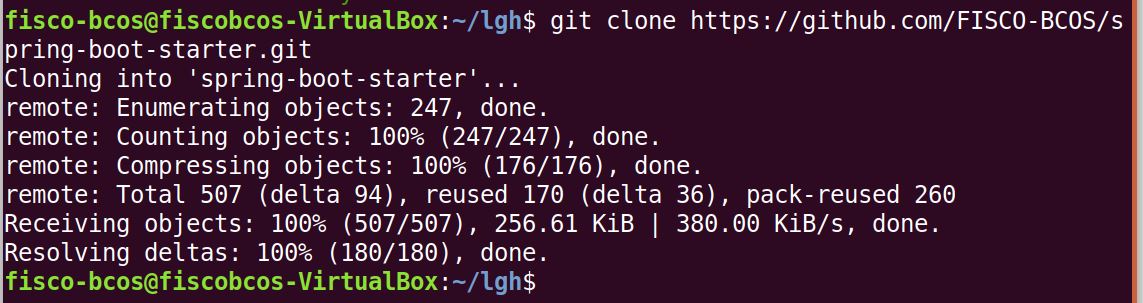 fisco-bcos@fiscobcos-VirtualBox:~/lgh$ git clone https://github.com/FISCO-BCOS/s
pring-boot-starter.git
Cloning into 'spring-boot-starter'...
remote: Enumerating objects: 247, done.
remote: Counting objects: 100% (247/247), done.
remote: Compressing objects: 100% (176/176), done.
remote: Total 507 (delta 94), reused 170 (delta 36), pack-reused 260
Receiving objects: 100% (507/507), 256.61 KiB | 380.00 KiB/s, done.
Resolving deltas: 100% (180/180), done.
fisco-bcos@fiscobcos-VirtualBox:~/lgh$